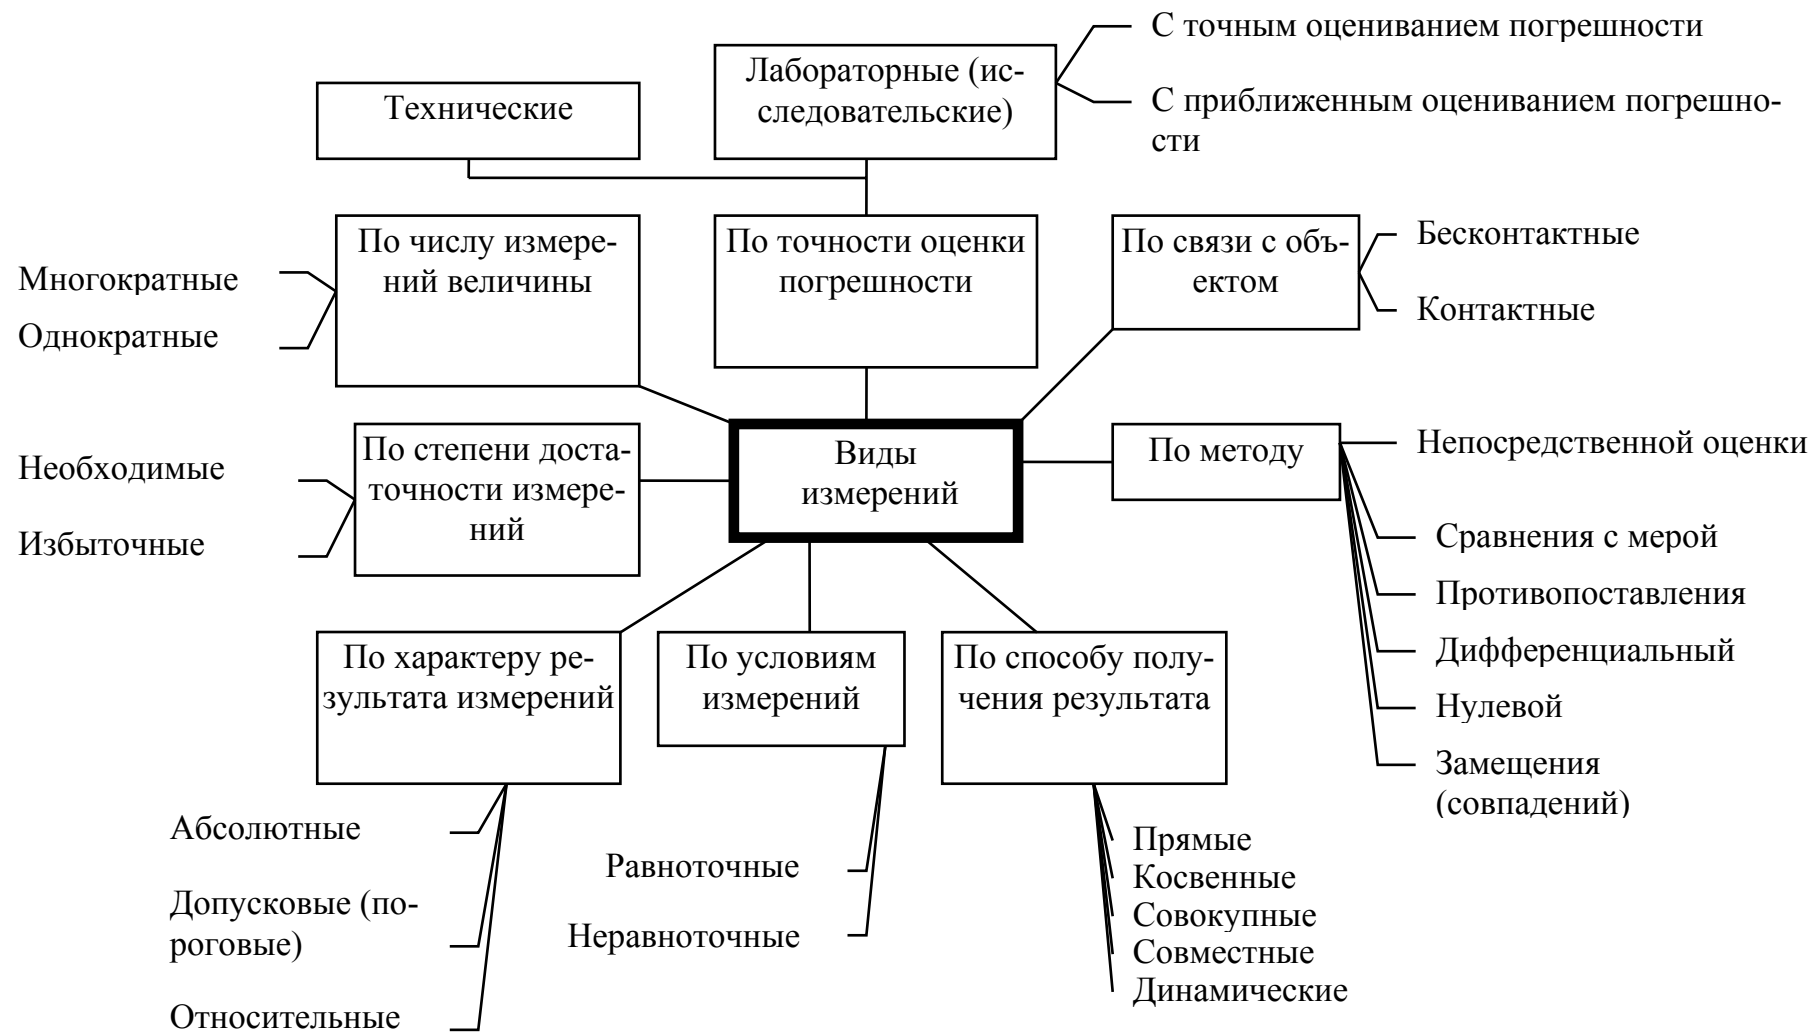 С точным оцениванием погрешности
Лабораторные (ис-
следовательские)
Технические
С приближенным оцениванием погрешно-
сти
По числу измере-
ний величины
Многократные
Однократные
По точности оценки
погрешности
По связи с объ-
ектом
Бесконтактные
Контактные
По степени доста-
точности измере-
ний
Необходимые
Избыточные
Виды
измерений
По методу
Непосредственной оценки
Сравнения с мерой
Противопоставления
Дифференциальный
Нулевой
Замещения
(совпадений)
По характеру ре-
зультата измерений
Абсолютные
Допусковые (по-
роговые)
Относительные
По условиям
измерений
Равноточные
Неравноточные
По способу полу-
чения результата
Прямые
Косвенные
Совокупные
Совместные
Динамические